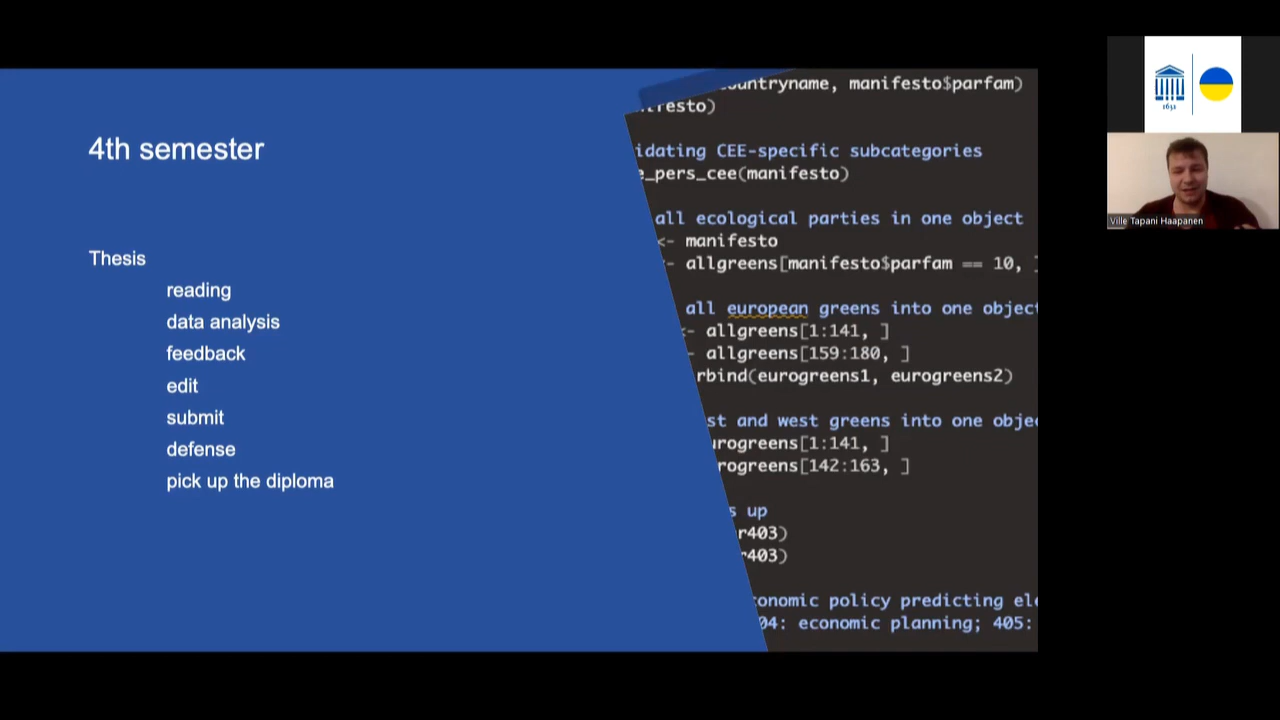 4th semester
Thesis
reading
data analysis
feedback
edit
submit
defense
pick up the diploma
manifesto$parfam)
CEE-specific subcategories
e_pers_cee(manifesto)
all ecological parties in one object
<- manifesto
<- allgreens[manifesto$parfam == 10, ]
all european greens into one object
<- allgreens[1:141, ]
- allgreens[159:180, ]
rbind(eurogreens1, eurogreens2)
st and west greens into one obje
urogreens[1:141, ]
rogreens[142:163, ]
s up
r403)
r403)
onomic policy predicting ele
04: economic planning; 405:
1632
Ville Tapani Haapanen